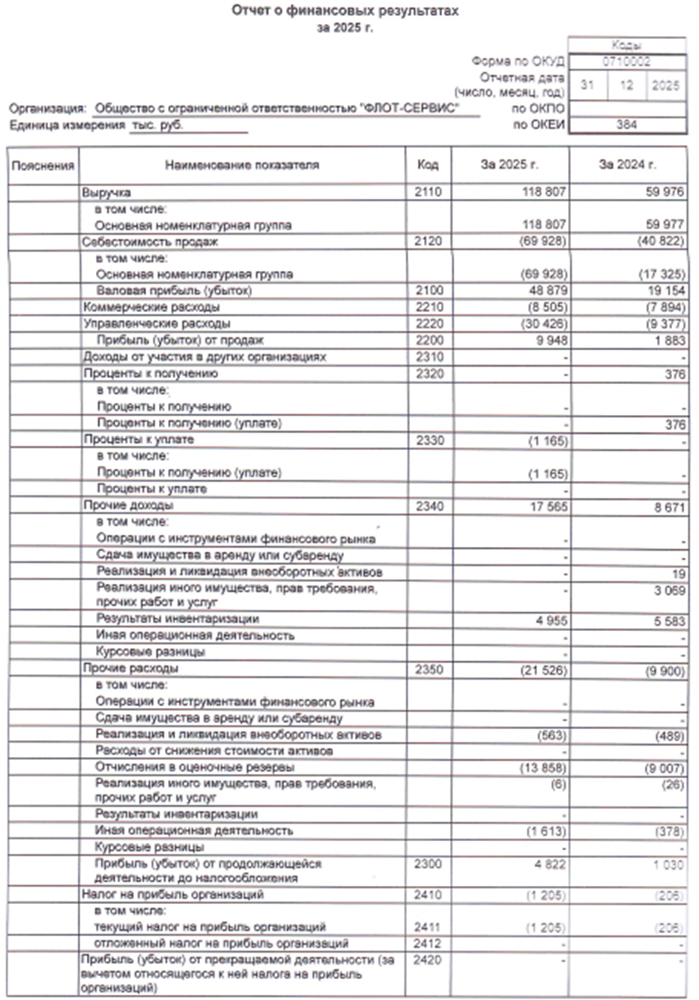 Отчет о финансовых результатах
за 2025 г.
Коды
Форма по ОКУД 0710002
Отчетная дата
(число, месяц, год) 31 12 2025
Организация: Общество с ограниченной ответственностью "ФЛОТ-СЕРВИС" по ОКПО
Единица измерения тыс. руб. по ОКЕИ 384
Пояснения Наименование показателя Код За 2025 г. За 2024 г.
Выручка 2110 118 807 59 976
в том числе:
Основная номенклатурная группа 118 807 59 977
Себестоимость продаж 2120 (69 928) (40 822)
в том числе:
Основная номенклатурная группа (69 928) (17 325)
Валовая прибыль (убыток) 2100 48 879 19 154
Коммерческие расходы 2210 (8 505) (7 894)
Управленческие расходы 2220 (30 426) (9 377)
Прибыль (убыток) от продаж 2200 9 948 1 883
Доходы от участия в других организациях 2310 - -
Проценты к получению 2320 - 376
в том числе:
Проценты к получению - -
Проценты к получению (уплате) - 376
Проценты к уплате 2330 (1 165) -
в том числе:
Проценты к получению (уплате) (1 165) -
Проценты к уплате - -
Прочие доходы 2340 17 565 8 671
в том числе:
Операции с инструментами финансового рынка - -
Сдача имущества в аренду или субаренду - -
Реализация и ликвидация внеоборотных активов - 19
Реализация иного имущества, прав требования, - 3 069
прочих работ и услуг
Результаты инвентаризации 4 955 5 583
Иная операционная деятельность - -
Курсовые разницы - -
Прочие расходы 2350 (21 526) (9 900)
в том числе:
Операции с инструментами финансового рынка - -
Сдача имущества в аренду или субаренду - -
Реализация и ликвидация внеоборотных активов (563) (489)
Расходы от снижения стоимости активов - -
Отчисления в оценочные резервы (13 858) (9 007)
Реализация иного имущества, прав требования, (6) (26)
прочих работ и услуг
Результаты инвентаризации - -
Иная операционная деятельность (1 613) (378)
Курсовые разницы - -
Прибыль (убыток) от продолжающейся 2300 4 822 1 030
деятельности до налогообложения
Налог на прибыль организаций 2410 (1 205) (206)
в том числе:
текущий налог на прибыль организаций 2411 (1 205) (206)
отложенный налог на прибыль организаций 2412 - -
Прибыль (убыток) от прекращаемой деятельности (за 2420 - -
вычетом относящегося к ней налога на прибыль
организаций)